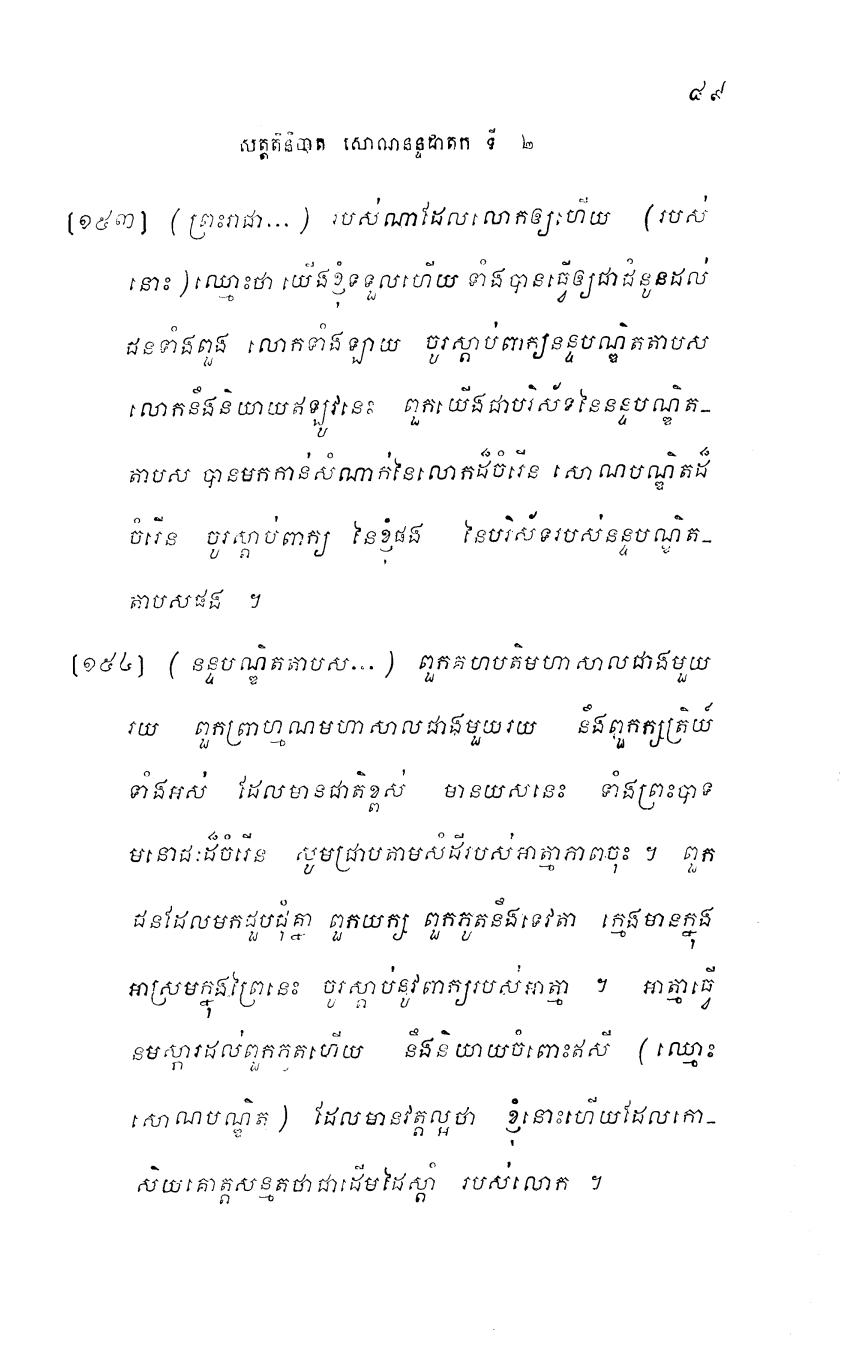 ៤៩
សត្តតិនិបាត សោណនន្ទជាតក ទី ២
[១៥៣] (ព្រះរាជា...) របស់ណាដែលលោកឲ្យហើយ (របស់
នោះ) ឈ្មោះថា យើងខ្ញុំទទួលហើយ ទាំងបានធ្វើឲ្យជាជំនូនដល់
ជនទាំងពួង លោកទាំងឡាយ ចូរស្តាប់ពាក្យនន្ទបណ្ឌិតតាបស
លោកនឹងនិយាយឥឡូវនេះ ពួកយើងជាបរិស័ទនៃនន្ទបណ្ឌិត-
តាបស បានមកកាន់សំណាក់នៃលោកដ៏ចំរើន សោណបណ្ឌិតដ៏
ចំរើន ចូរស្តាប់ពាក្យ នៃខ្ញុំផង នៃបរិស័ទរបស់នន្ទបណ្ឌិត-
តាបសផង ។
[១៥៤] (នន្ទបណ្ឌិតតាបស...) ពួកគហបតិមហាសាលជាងមួយ
រយ ពួកព្រាហ្មណមហាសាលជាងមួយរយ នឹងពួកក្សត្រិយ៍
ទាំងអស់ ដែលមានជាតិខ្ពស់ មានយសនេះ ទាំងព្រះបាទ
មនោជៈដ៏ចំរើន សូមជ្រាបតាមសំដីរបស់អាត្មាភាពចុះ ។ ពួក
ជនដែលមកជួបជុំគ្នា ពួកយក្ស ពួកភូតនឹងទេវតា ក្មេងមានក្នុង
អាស្រមក្នុងព្រៃនេះ ចូរស្តាប់នូវពាក្យរបស់អាត្មា ។ អាត្មាធ្វើ
នមស្ការដល់ពួកភូតហើយ នឹងនិយាយចំពោះឥសី (ឈ្មោះ
សោណបណ្ឌិត) ដែលមានវត្តល្អថា ខ្ញុំនោះហើយដែលកោ-
សិយគោត្តសន្មតថាជាដើមដៃស្តាំ របស់លោក ។